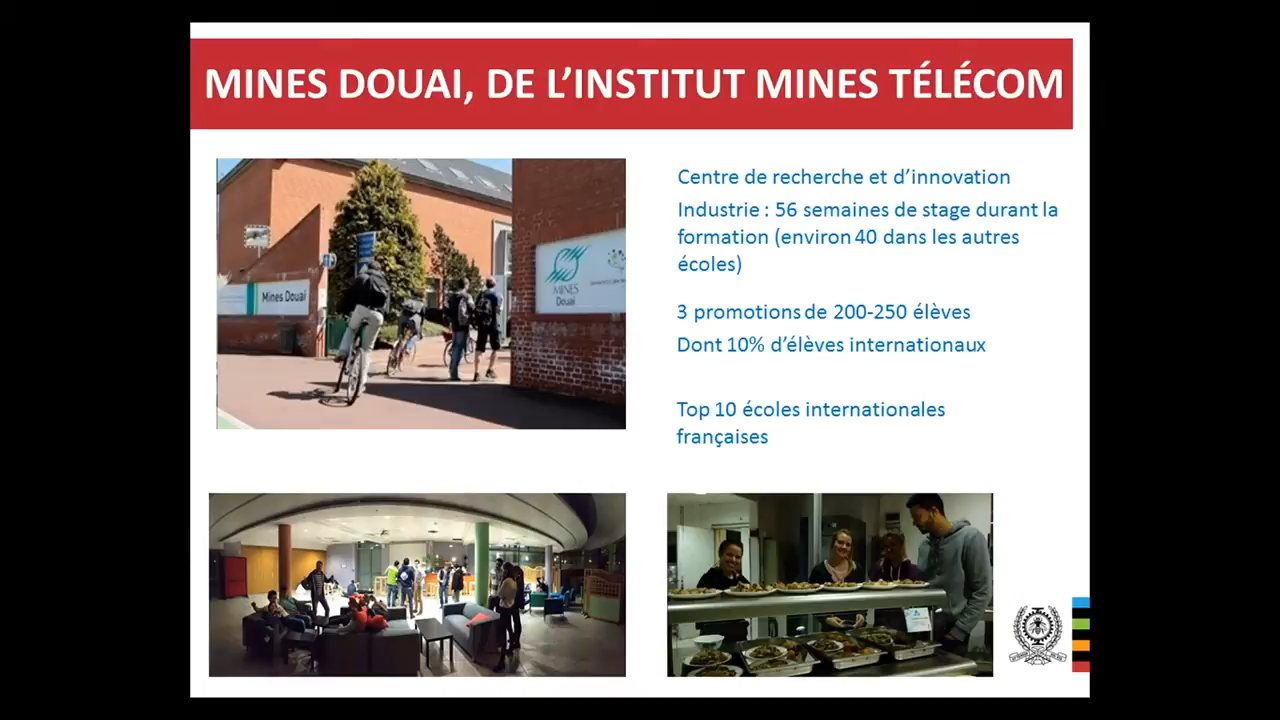 MINES DOUAI, DE L’INSTITUT MINES TÉLÉCOM
Centre de recherche et d’innovation
Industrie : 56 semaines de stage durant la
formation (environ 40 dans les autres
écoles)
3 promotions de 200-250 élèves
Dont 10% d’élèves internationaux
Top 10 écoles internationales
françaises
Mines Douai
MINES
Douai